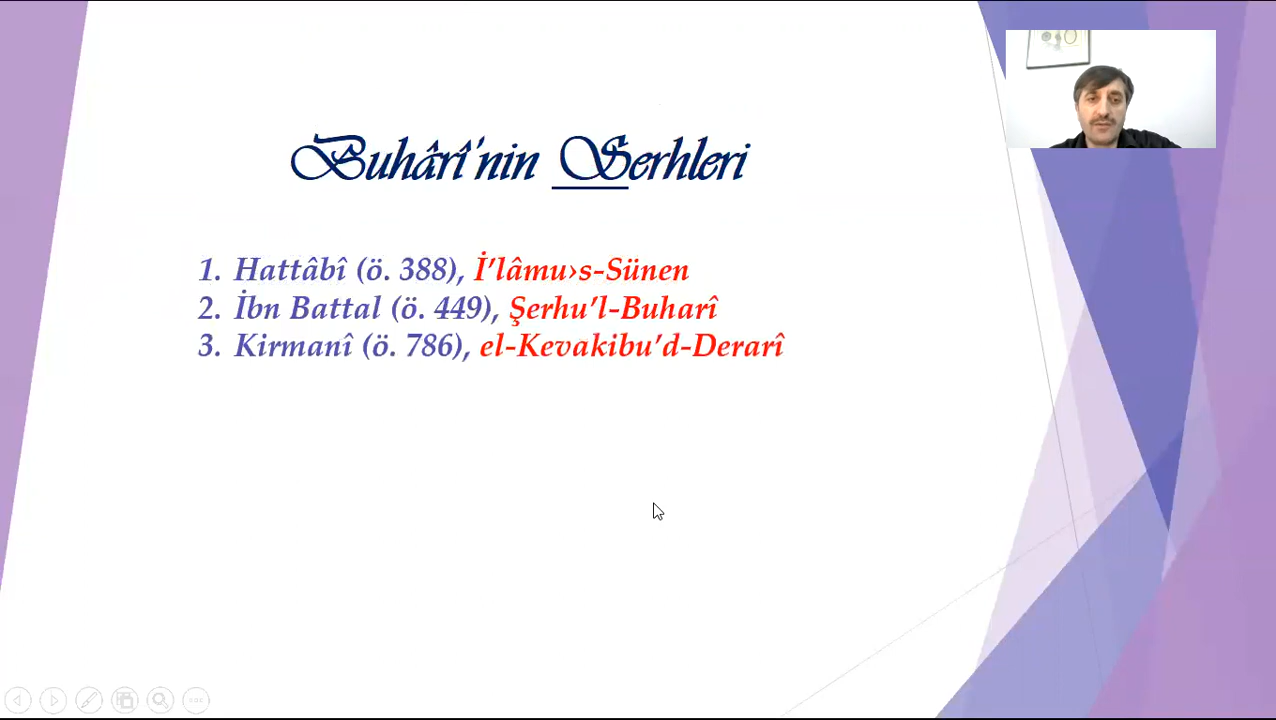 Buhârî'nin Şerhleri
1. Hattâbî (ö. 388), İ'lâmu›s-Sünen
2. İbn Battal (ö. 449), Şerhu'l-Buharî
3. Kirmanî (ö. 786), el-Kevakibu'd-Derarî